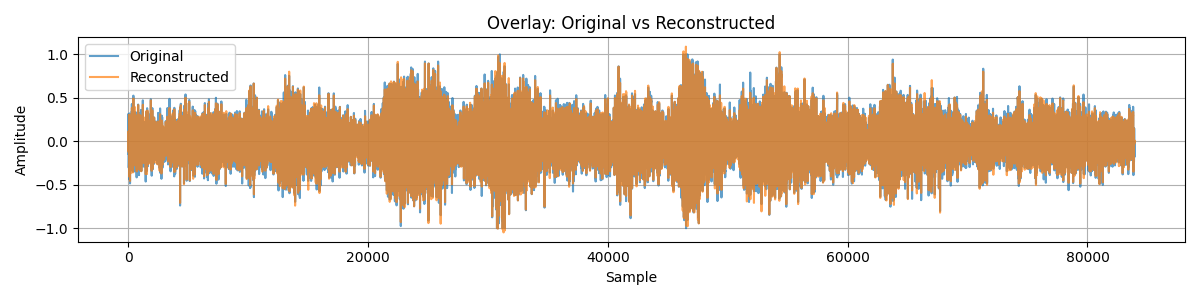 Overlay: Original vs Reconstructed
Original
Reconstructed
1.0
0.5
0.0
−0.5
−1.0
Amplitude
0
20000
40000
60000
80000
Sample